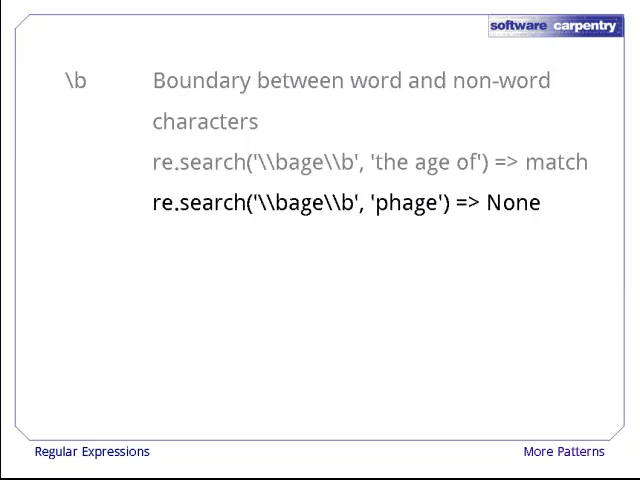 software carpentry
\b Boundary between word and non-word
characters
re.search('\\bage\\b', 'the age of') => match
re.search('\\bage\\b', 'phage') => None
Regular Expressions More Patterns